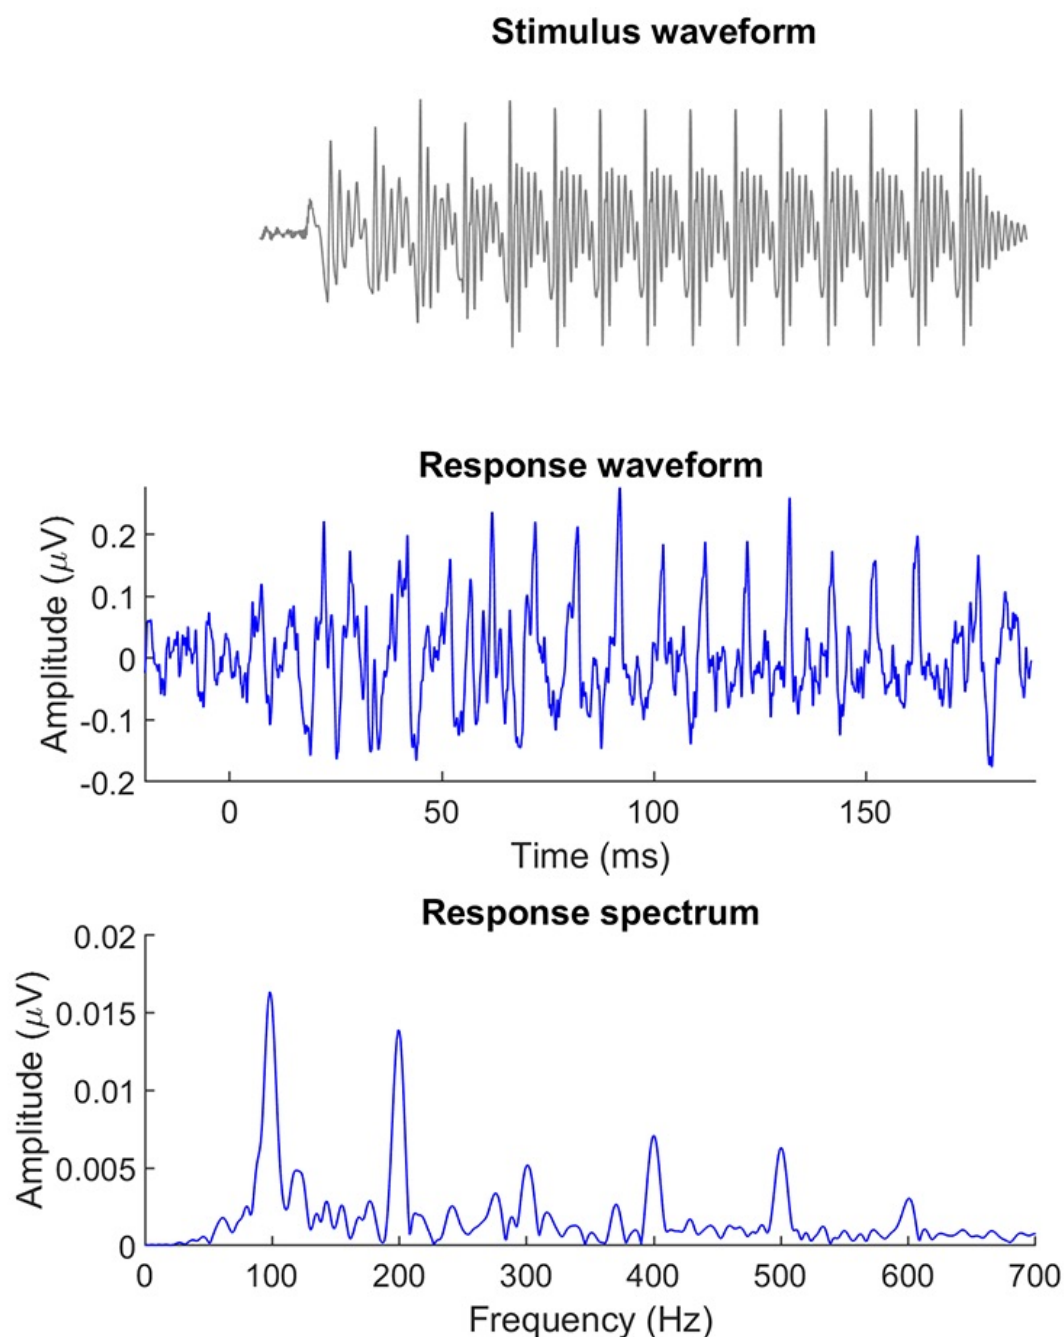 Stimulus waveform
Response waveform
Amplitude (μV)
0.2
0.1
0
-0.1
-0.2
0 50 100 150
Time (ms)
Response spectrum
Amplitude (μV)
0.02
0.015
0.01
0.005
0
0 100 200 300 400 500 600 700
Frequency (Hz)